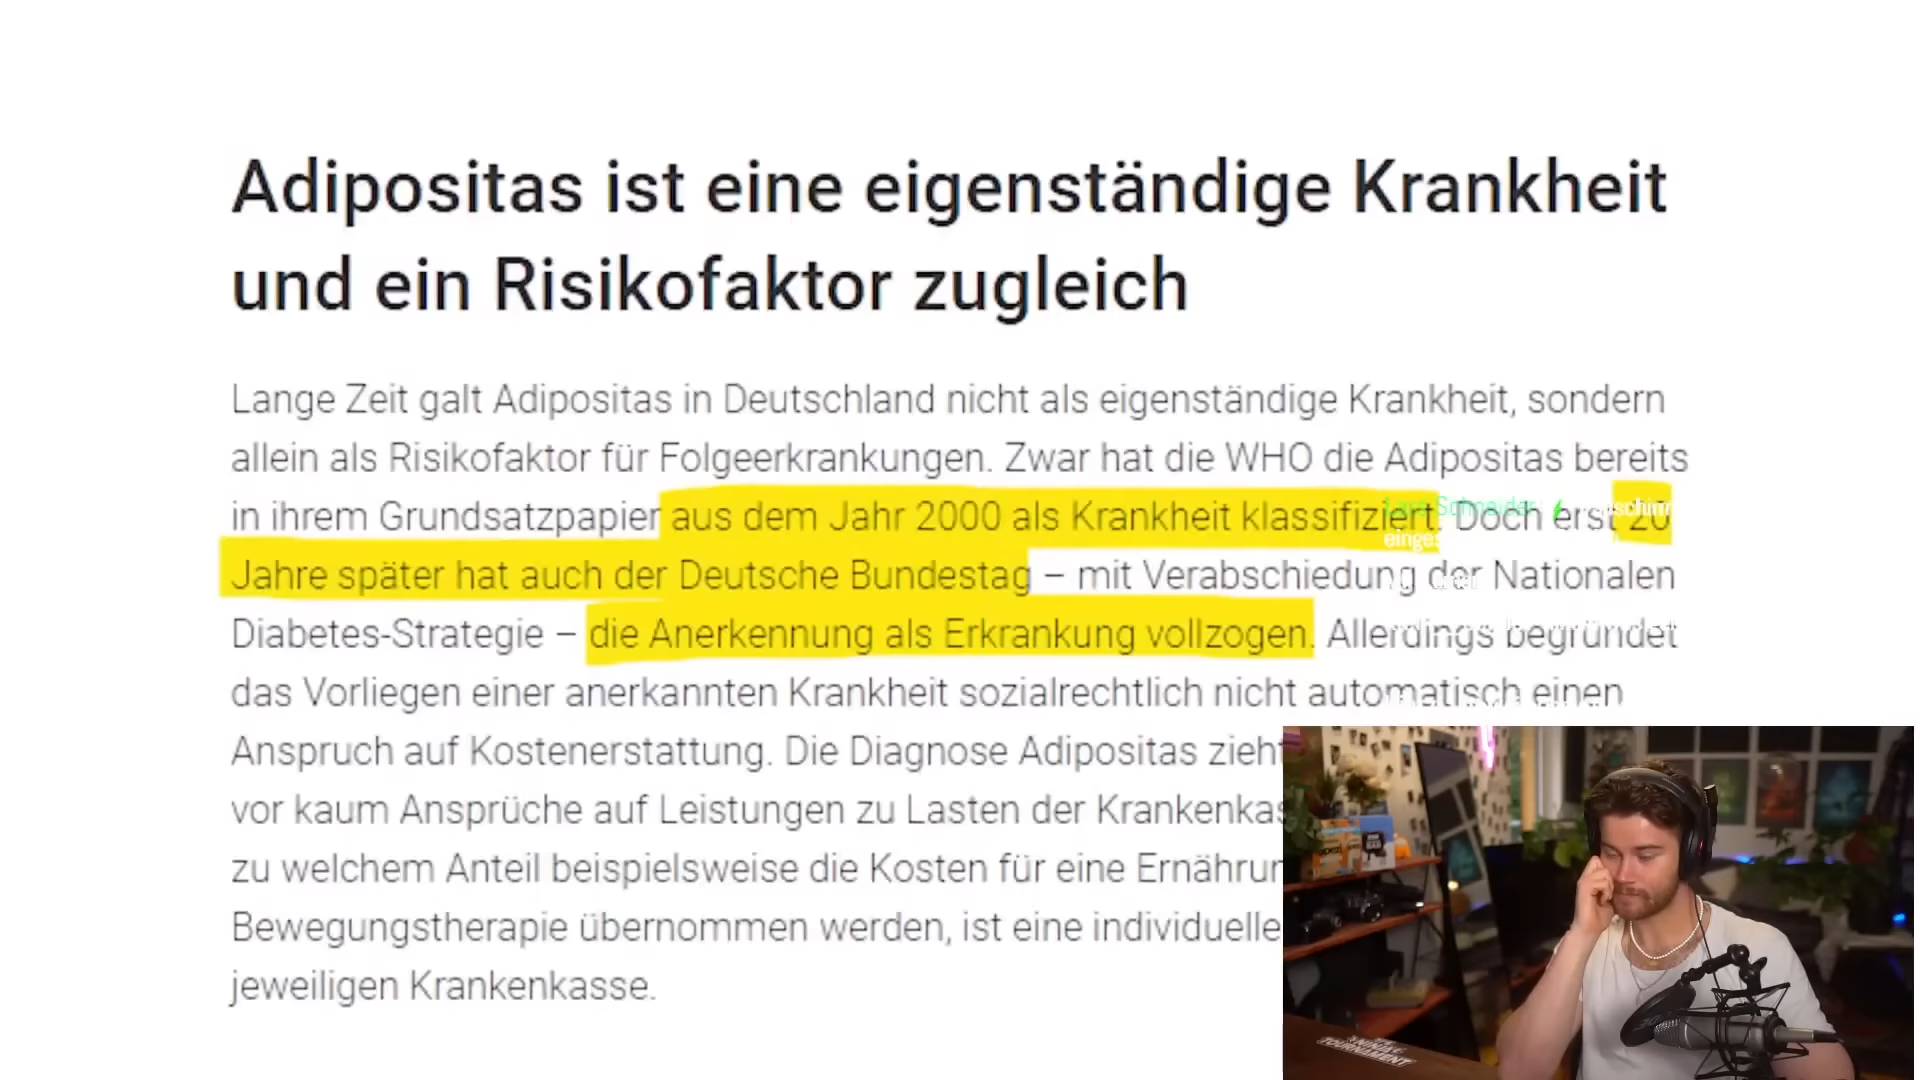 Adipositas ist eine eigenständige Krankheit
und ein Risikofaktor zugleich
Lange Zeit galt Adipositas in Deutschland nicht als eigenständige Krankheit, sondern
allein als Risikofaktor für Folgeerkrankungen. Zwar hat die WHO die Adipositas bereits
in ihrem Grundsatzpapier aus dem Jahr 2000 als Krankheit klassifiziert. Doch erst 20
Jahre später hat auch der Deutsche Bundestag – mit Verabschiedung der Nationalen
Diabetes-Strategie – die Anerkennung als Erkrankung vollzogen. Allerdings begründet
das Vorliegen einer anerkannten Krankheit sozialrechtlich nicht automatisch einen
Anspruch auf Kostenerstattung. Die Diagnose Adipositas zieht
vor kaum Ansprüche auf Leistungen zu Lasten der Krankenkas
zu welchem Anteil beispielsweise die Kosten für eine Ernährun
Bewegungstherapie übernommen werden, ist eine individuelle
jeweiligen Krankenkasse.
Schneider
NINJA
TOURNAMENT